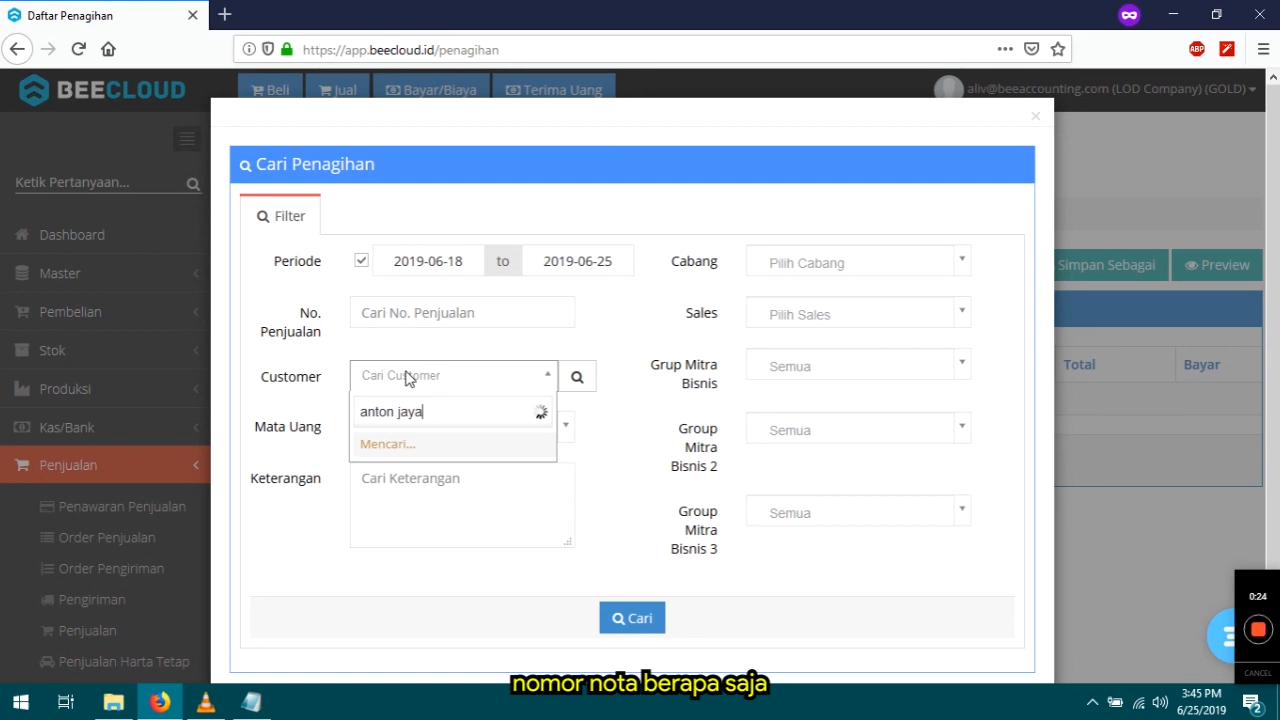 Daftar Penagihan
https://app.beecloud.id/penagihan
ABP
BEECLOUD
Beli
Jual
Bayar/Biaya
Terima Uang
aliv@beeaccounting.com (LOD Company) (GOLD)
Ketik Pertanyaan...
Dashboard
Master
Pembelian
Stok
Produksi
Kas/Bank
Penjualan
Penawaran Penjualan
Order Penjualan
Order Pengiriman
Pengiriman
Penjualan
Penjualan Harta Tetap
Cari Penagihan
Filter
Periode
2019-06-18 to 2019-06-25
No. Penjualan
Cari No. Penjualan
Customer
Cari Customer
anton jaya
Mencari...
Mata Uang
Keterangan
Cari Keterangan
Cabang
Pilih Cabang
Sales
Pilih Sales
Grup Mitra Bisnis
Semua
Group Mitra Bisnis 2
Semua
Group Mitra Bisnis 3
Semua
Cari
Simpan Sebagai
Preview
Total
Bayar
0:24
CANCEL
nomor nota berapa saja
3:45 PM
6/25/2019
2